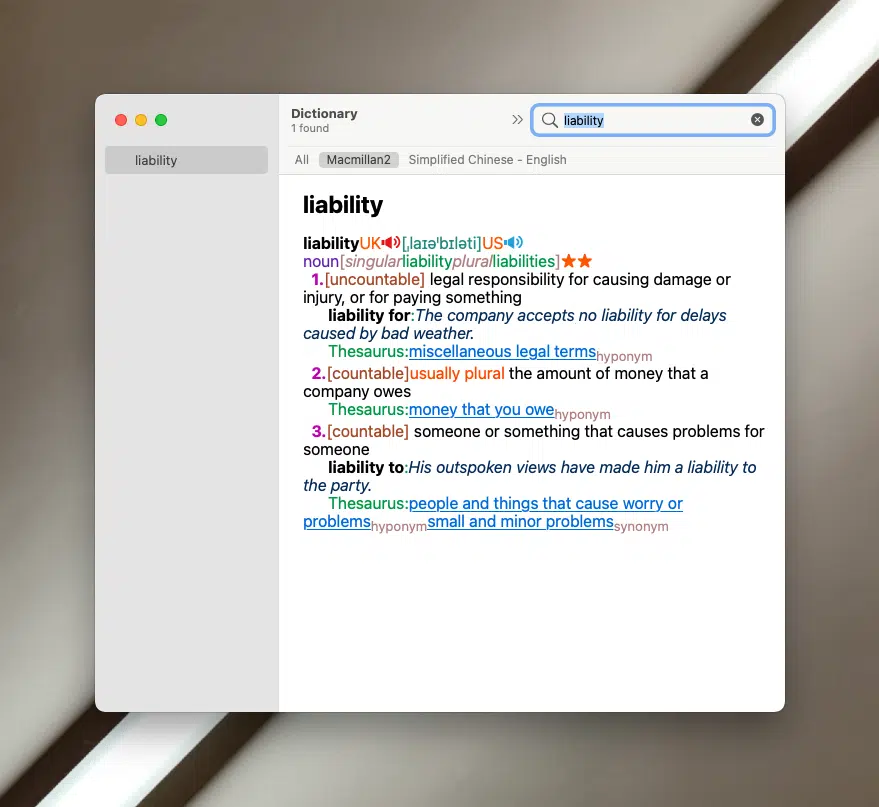 Dictionary
1 found
liability
liability
All Macmillan2 Simplified Chinese - English
liability
liabilityUK[ˌlaɪəˈbɪləti]US
noun[singularliabilitypluralliabilities]★★
1.[uncountable] legal responsibility for causing damage or
injury, or for paying something
liability for:The company accepts no liability for delays
caused by bad weather.
Thesaurus:miscellaneous legal termshyponym
2.[countable]usually plural the amount of money that a
company owes
Thesaurus:money that you owehyponym
3.[countable] someone or something that causes problems for
someone
liability to:His outspoken views have made him a liability to
the party.
Thesaurus:people and things that cause worry or
problemshyponymsmall and minor problemssynonym